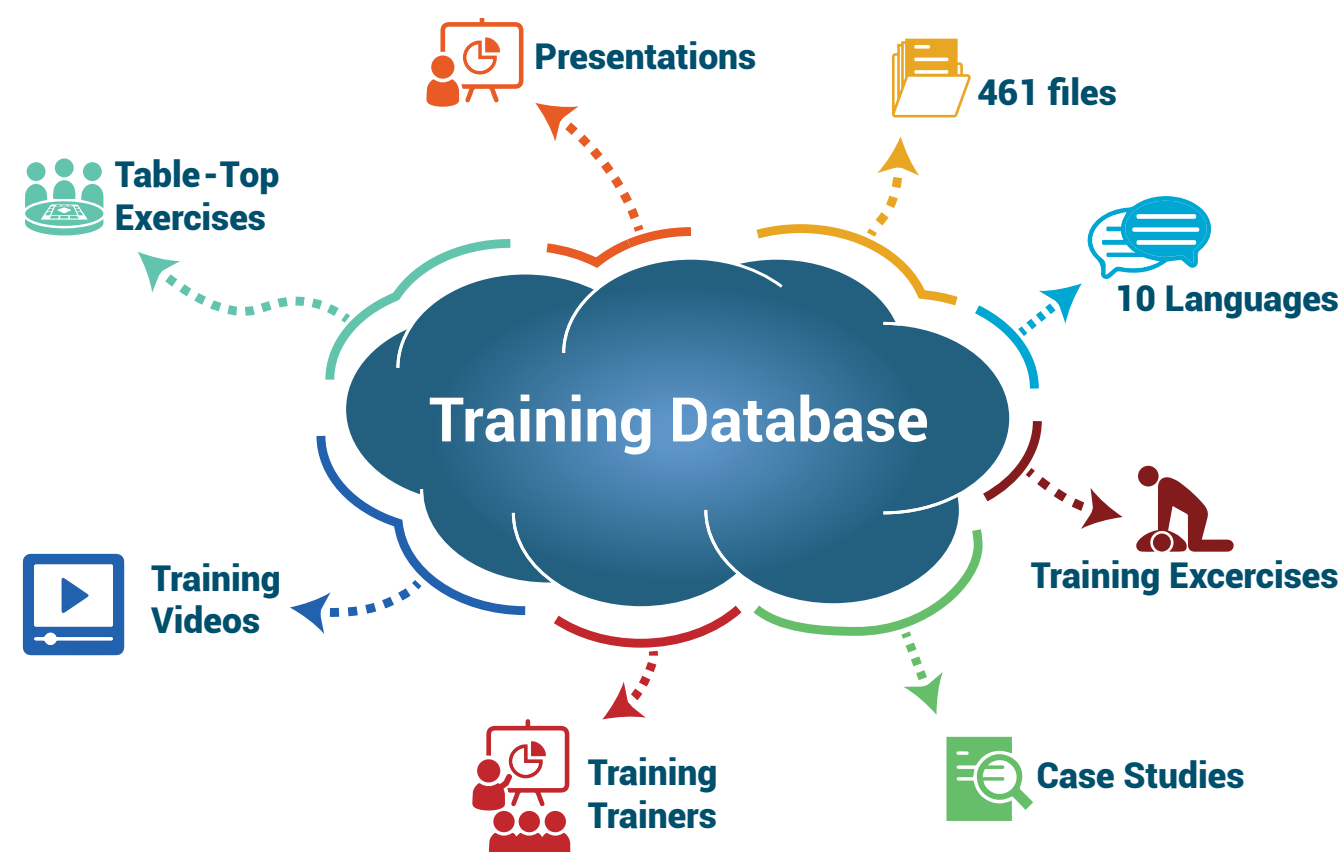 Presentations
461 files
Table-Top
Exercises
10 Languages
Training Database
Training Excercises
Training
Videos
Training
Trainers
Case Studies